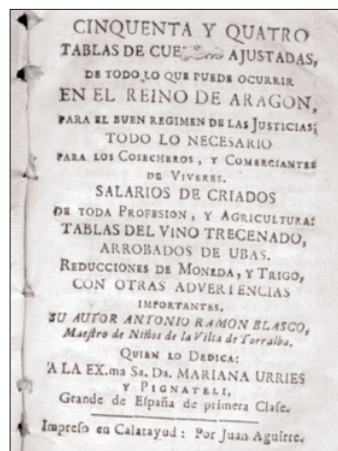 CINQUENTA Y QUATRO
TABLAS DE AJUSTADAS,
DE TODO LO QUE PUEDE OCURRIR
EN EL REINO DE ARAGON,
PARA EL BUEN REGIMEN DE LAS JUSTICIAS;
TODO LO NECESARIO
PARA LOS COSECHEROS, Y COMERCIANTES
DE VIVERES.
SALARIOS DE CRIADOS
DE TODA PROFESION, Y AGRICULTURA:
TABLAS DEL VINO TRECENADO,
ARROBADOS DE UBAS.
REDUCCIONES DE MONEDA, Y TRIGO,
CON OTRAS ADVERTENCIAS
IMPORTANTES.
SU AUTOR ANTONIO RAMON BLASCO,
Maestro de Niños de la Villa de Torralba.
QUIEN LO DEDICA:
A LA EX.ma Sa. Da. MARIANA URRIES
Y PIGNATELI,
Grande de España de primera Clase.
Impreso en Calatayud: Por Juan Aguirre.